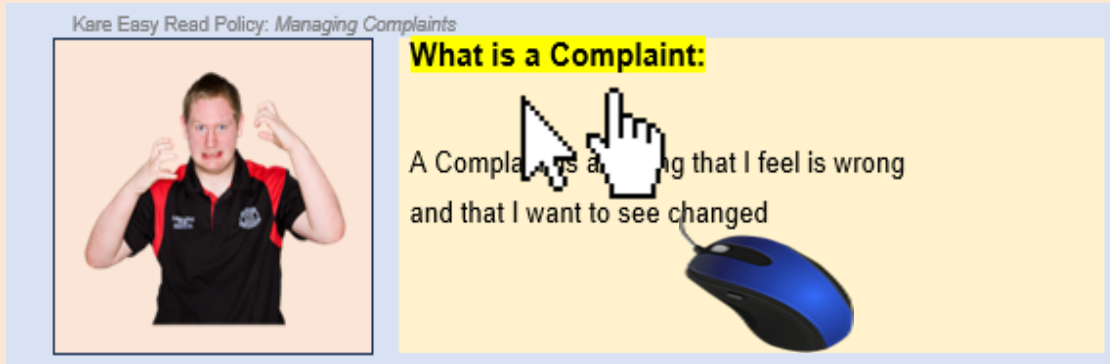 Kare Easy Read Policy: Managing Complaints
What is a Complaint:
A that I feel is wrong
and that I want to see changed